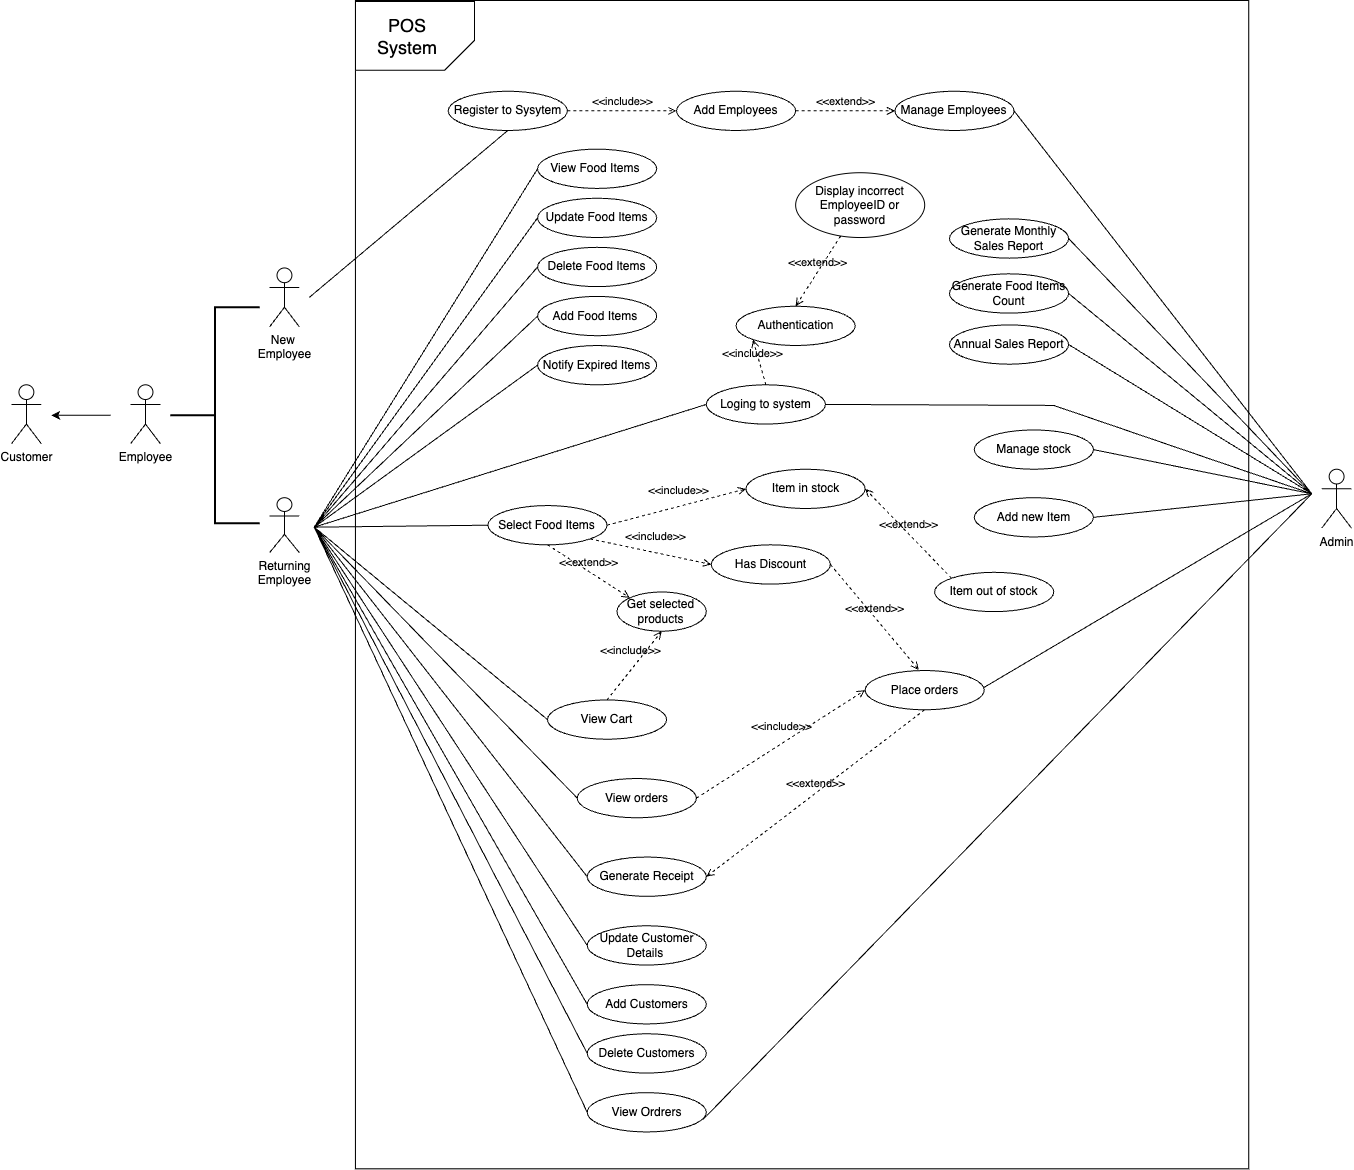 POS
System
Register to Sysytem
<<include>>
Add Employees
<<extend>>
Manage Employees
View Food Items
Display incorrect
EmployeeID or
password
Update Food Items
Generate Monthly
Sales Report
<<extend>>
Delete Food Items
Generate Food Items
Count
Add Food Items
Authentication
New
Employee
Annual Sales Report
<<include>>
Notify Expired Items
Loging to system
Customer
Employee
Manage stock
Item in stock
<<include>>
Select Food Items
<<extend>>
Add new Item
Admin
<<include>>
<<extend>>
Has Discount
Returning
Employee
Item out of stock
Get selected
products
<<extend>>
<<include>>
Place orders
View Cart
<<include>>
<<extend>>
View orders
Generate Receipt
Update Customer
Details
Add Customers
Delete Customers
View Ordrers